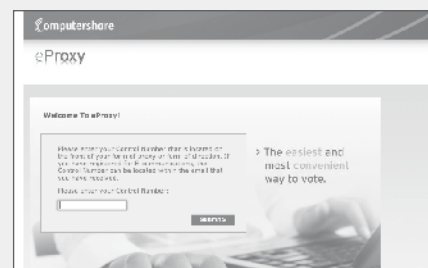 Computershare
eProxy
Welcome To eProxy!
Please enter your Control Number that is located on
the front of your form of proxy or form of direction. If
you have registered for E-communications, the
Control Number can be located within the email that
you have received.
Please enter your Control Number:
SUBMIT >
> The easiest and
most convenient
way to vote.